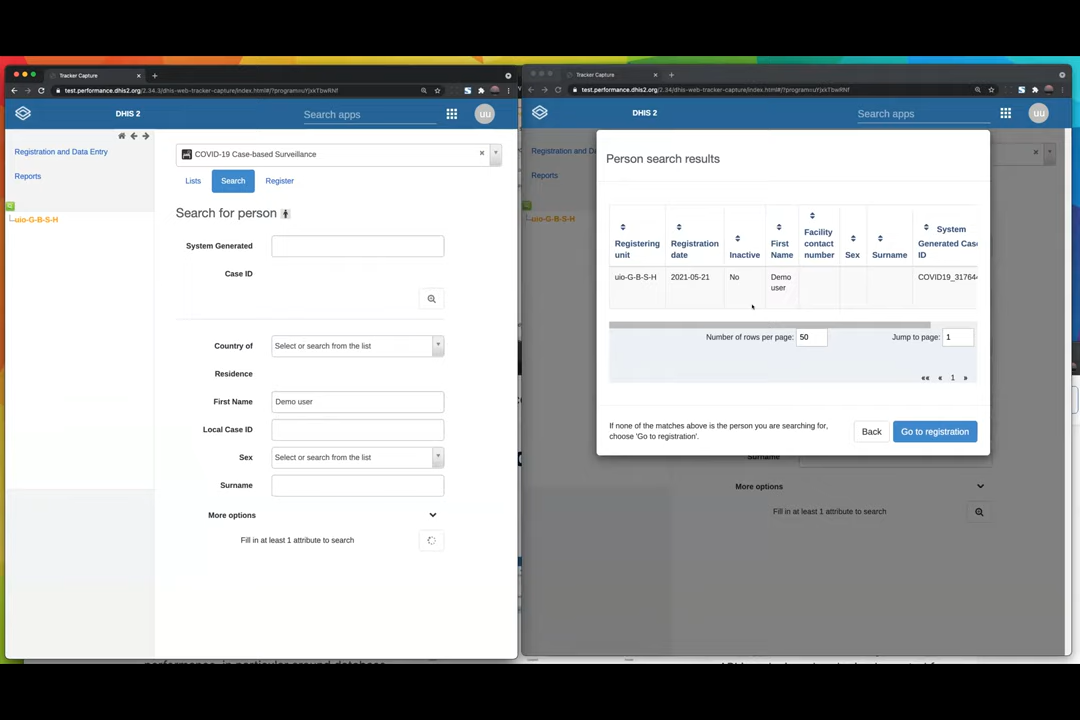 Tracker Capture
test.performance.dhis2.org/2.34.3/dhis-web-tracker-capture/index.html#/?program=uYjxkTbwRNf
DHIS 2
Search apps
UU
Registration and Data Entry
Reports
uio-G-B-S-H
COVID-19 Case-based Surveillance
Lists
Search
Register
Search for person
System Generated
Case ID
Country of
Residence
Select or search from the list
First Name
Demo user
Local Case ID
Sex
Select or search from the list
Surname
More options
Fill in at least 1 attribute to search
Tracker Capture
test.performance.dhis2.org/2.34/dhis-web-tracker-capture/index.html#/?program=uYjxkTbwRNf
DHIS 2
Search apps
UU
Registration and Da
Reports
uio-G-B-S-H
Person search results
Registering unit
Registration date
Inactive
First Name
Facility contact number
Sex
Surname
System Generated Case ID
uio-G-B-S-H
2021-05-21
No
Demo user
COVID19_31764
Number of rows per page: 50
Jump to page: 1
«« « 1 »
If none of the matches above is the person you are searching for,
choose 'Go to registration'.
Back
Go to registration
Surname
More options
Fill in at least 1 attribute to search